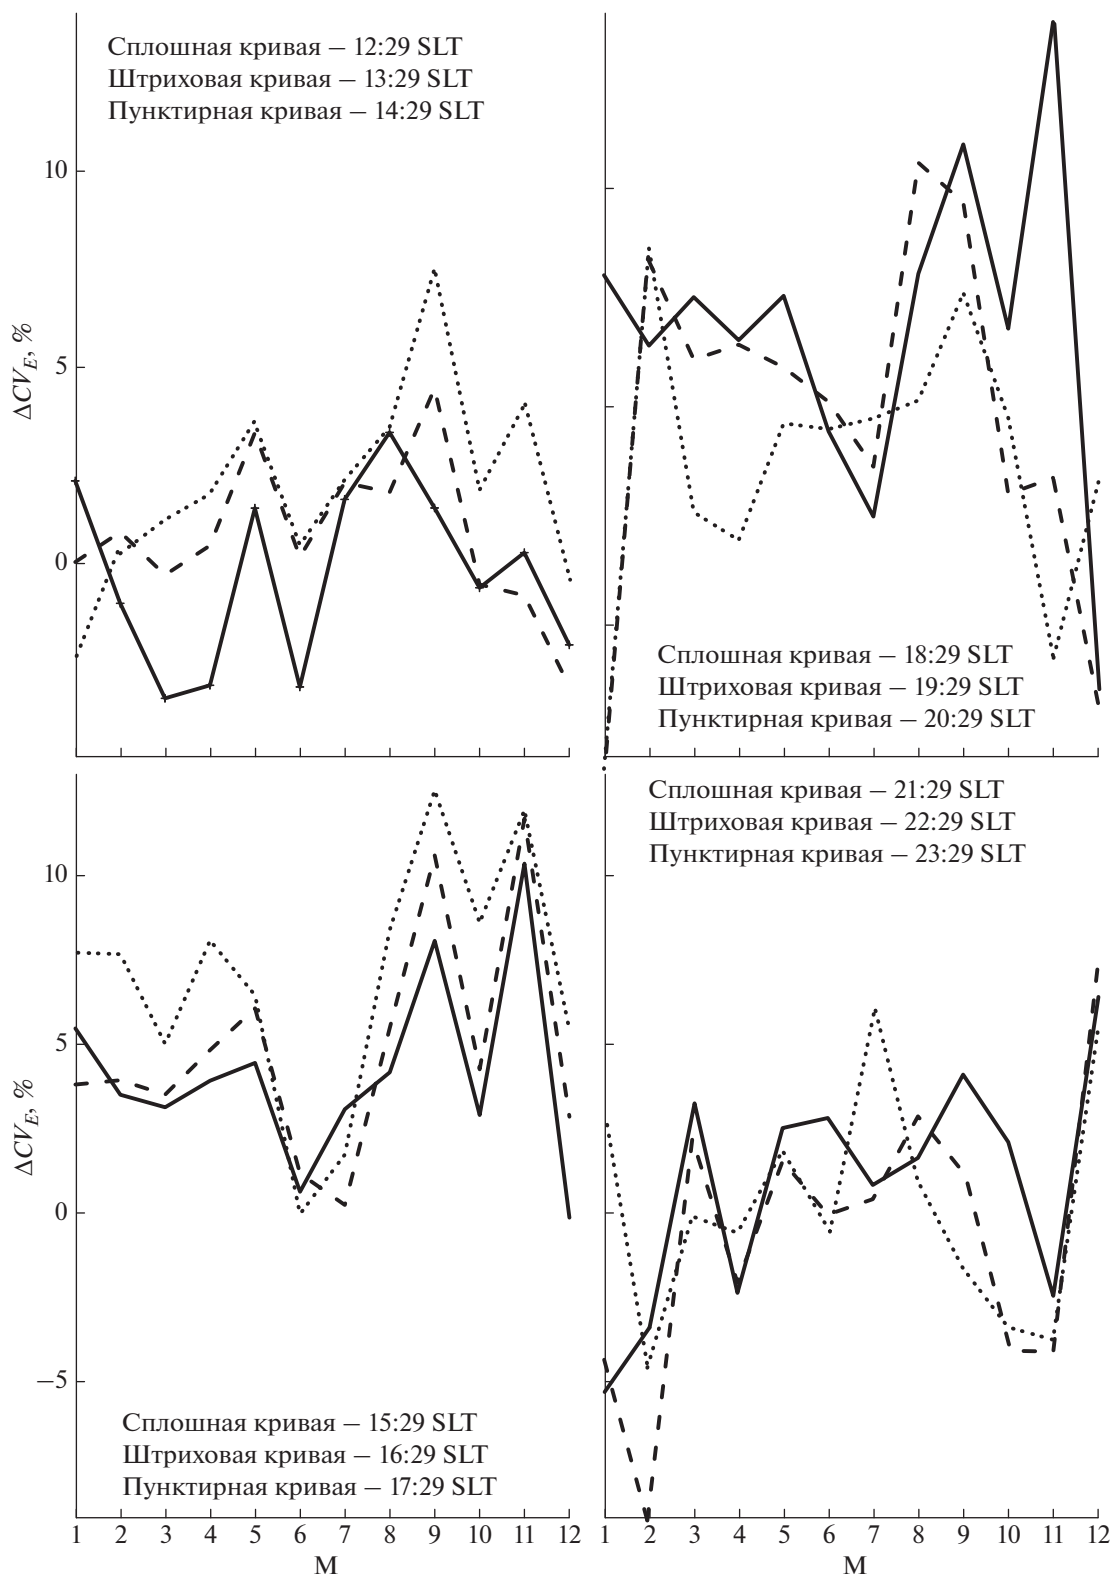 Сплошная кривая – 12:29 SLT
Штриховая кривая – 13:29 SLT
Пунктирная кривая – 14:29 SLT
10
5
0
ΔCV_E, %
Сплошная кривая – 18:29 SLT
Штриховая кривая – 19:29 SLT
Пунктирная кривая – 20:29 SLT
10
5
0
–5
ΔCV_E, %
Сплошная кривая – 15:29 SLT
Штриховая кривая – 16:29 SLT
Пунктирная кривая – 17:29 SLT
1 2 3 4 5 6 7 8 9 10 11 12
M
Сплошная кривая – 21:29 SLT
Штриховая кривая – 22:29 SLT
Пунктирная кривая – 23:29 SLT
1 2 3 4 5 6 7 8 9 10 11 12
M